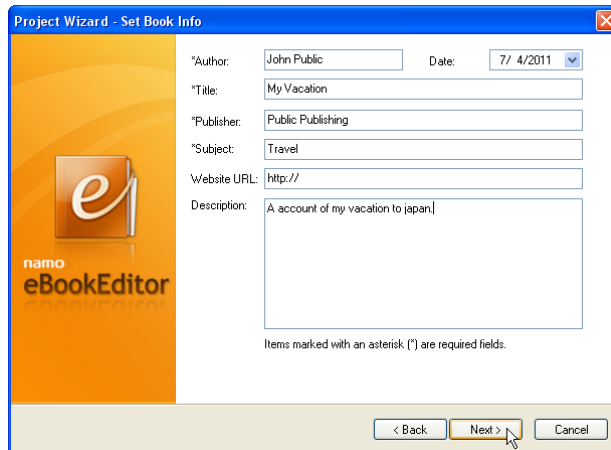 Project Wizard - Set Book Info
*Author: John Public Date: 7/ 4/2011
*Title: My Vacation
*Publisher: Public Publishing
*Subject: Travel
Website URL: http://
Description: A account of my vacation to japan.
e
namo
eBookEditor
Items marked with an asterisk (*) are required fields.
< Back Next > Cancel